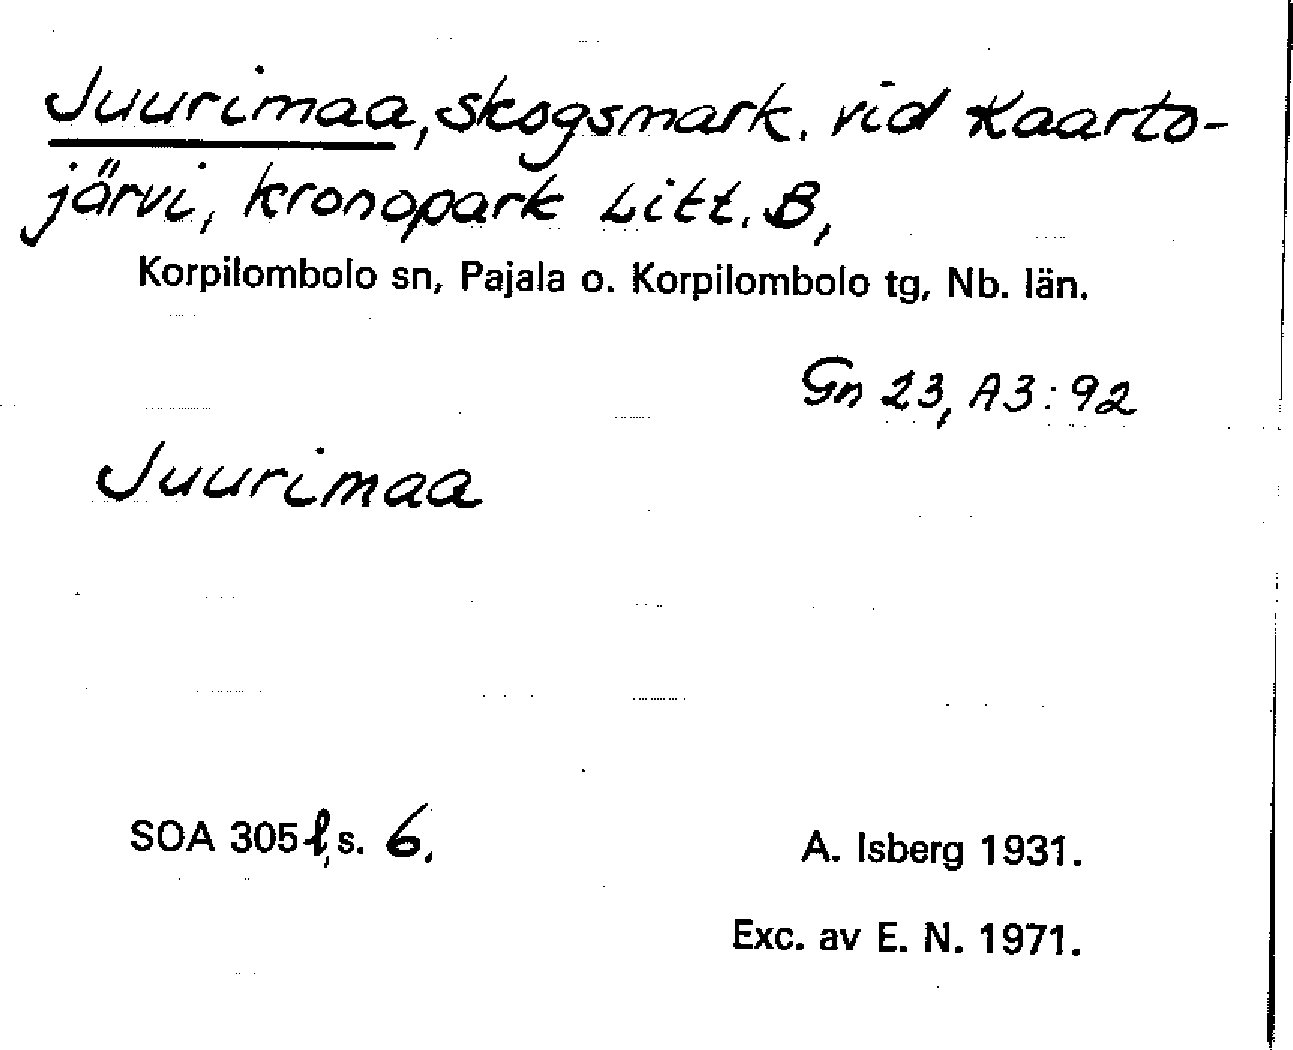 Juurimaa, skogsmark. vid Kaarto-
järvi, kronopark Litt. B,
Korpilombolo sn, Pajala o. Korpilombolo tg, Nb. län.
Gn 23, A3:92
Juurimaa
SOA 305 l, s. 6.
A. Isberg 1931.
Exc. av E. N. 1971.